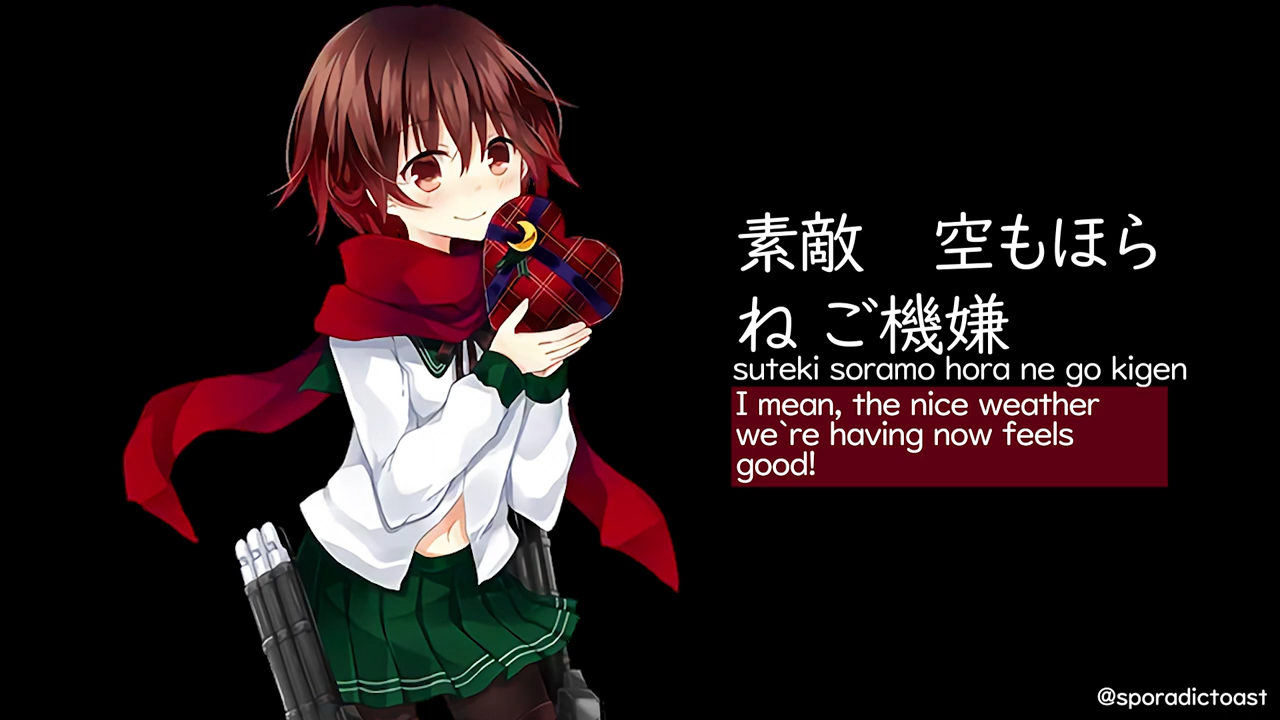 素敵　空もほら
ね ご機嫌
suteki soramo hora ne go kigen
I mean, the nice weather
we`re having now feels
good!
@sporadictoast